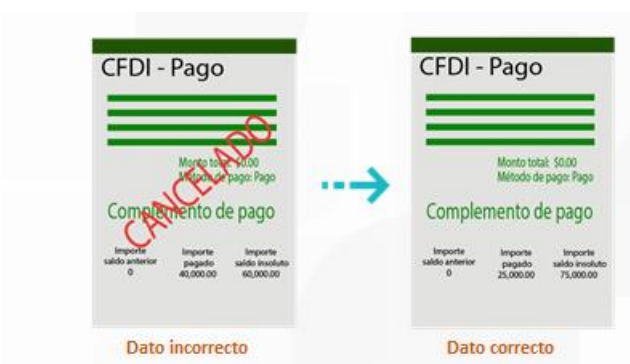 CFDI - Pago
Monto total: $0.00
Método de pago: Pago
CANCELADO
Complemento de pago
Importe saldo anterior 0
Importe pagado 40,000.00
Importe saldo insoluto 60,000.00
Dato incorrecto
CFDI - Pago
Monto total: $0.00
Método de pago: Pago
Complemento de pago
Importe saldo anterior 0
Importe pagado 25,000.00
Importe saldo insoluto 75,000.00
Dato correcto